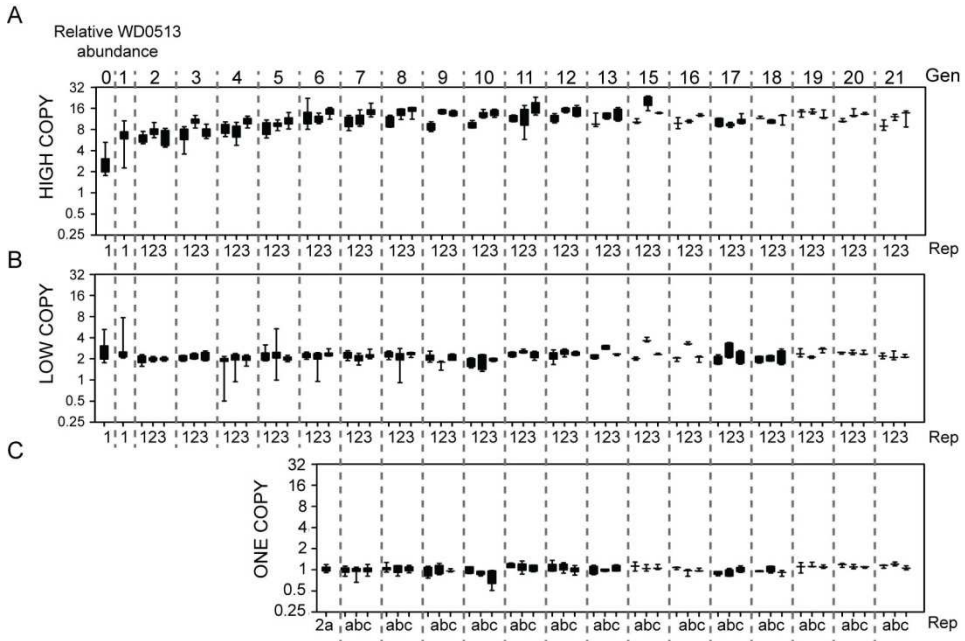 A
Relative WD0513
abundance
0 1 2 3 4 5 6 7 8 9 10 11 12 13 15 16 17 18 19 20 21 Gen
HIGH COPY
32
16
8
4
2
1
0.5
0.25
1 1 123 123 123 123 123 123 123 123 123 123 123 123 123 123 123 123 123 123 123 Rep
B
LOW COPY
32
16
8
4
2
1
0.5
0.25
1 1 123 123 123 123 123 123 123 123 123 123 123 123 123 123 123 123 123 123 123 Rep
C
ONE COPY
32
16
8
4
2
1
0.5
0.25
2a abc abc abc abc abc abc abc abc abc abc abc abc abc abc Rep